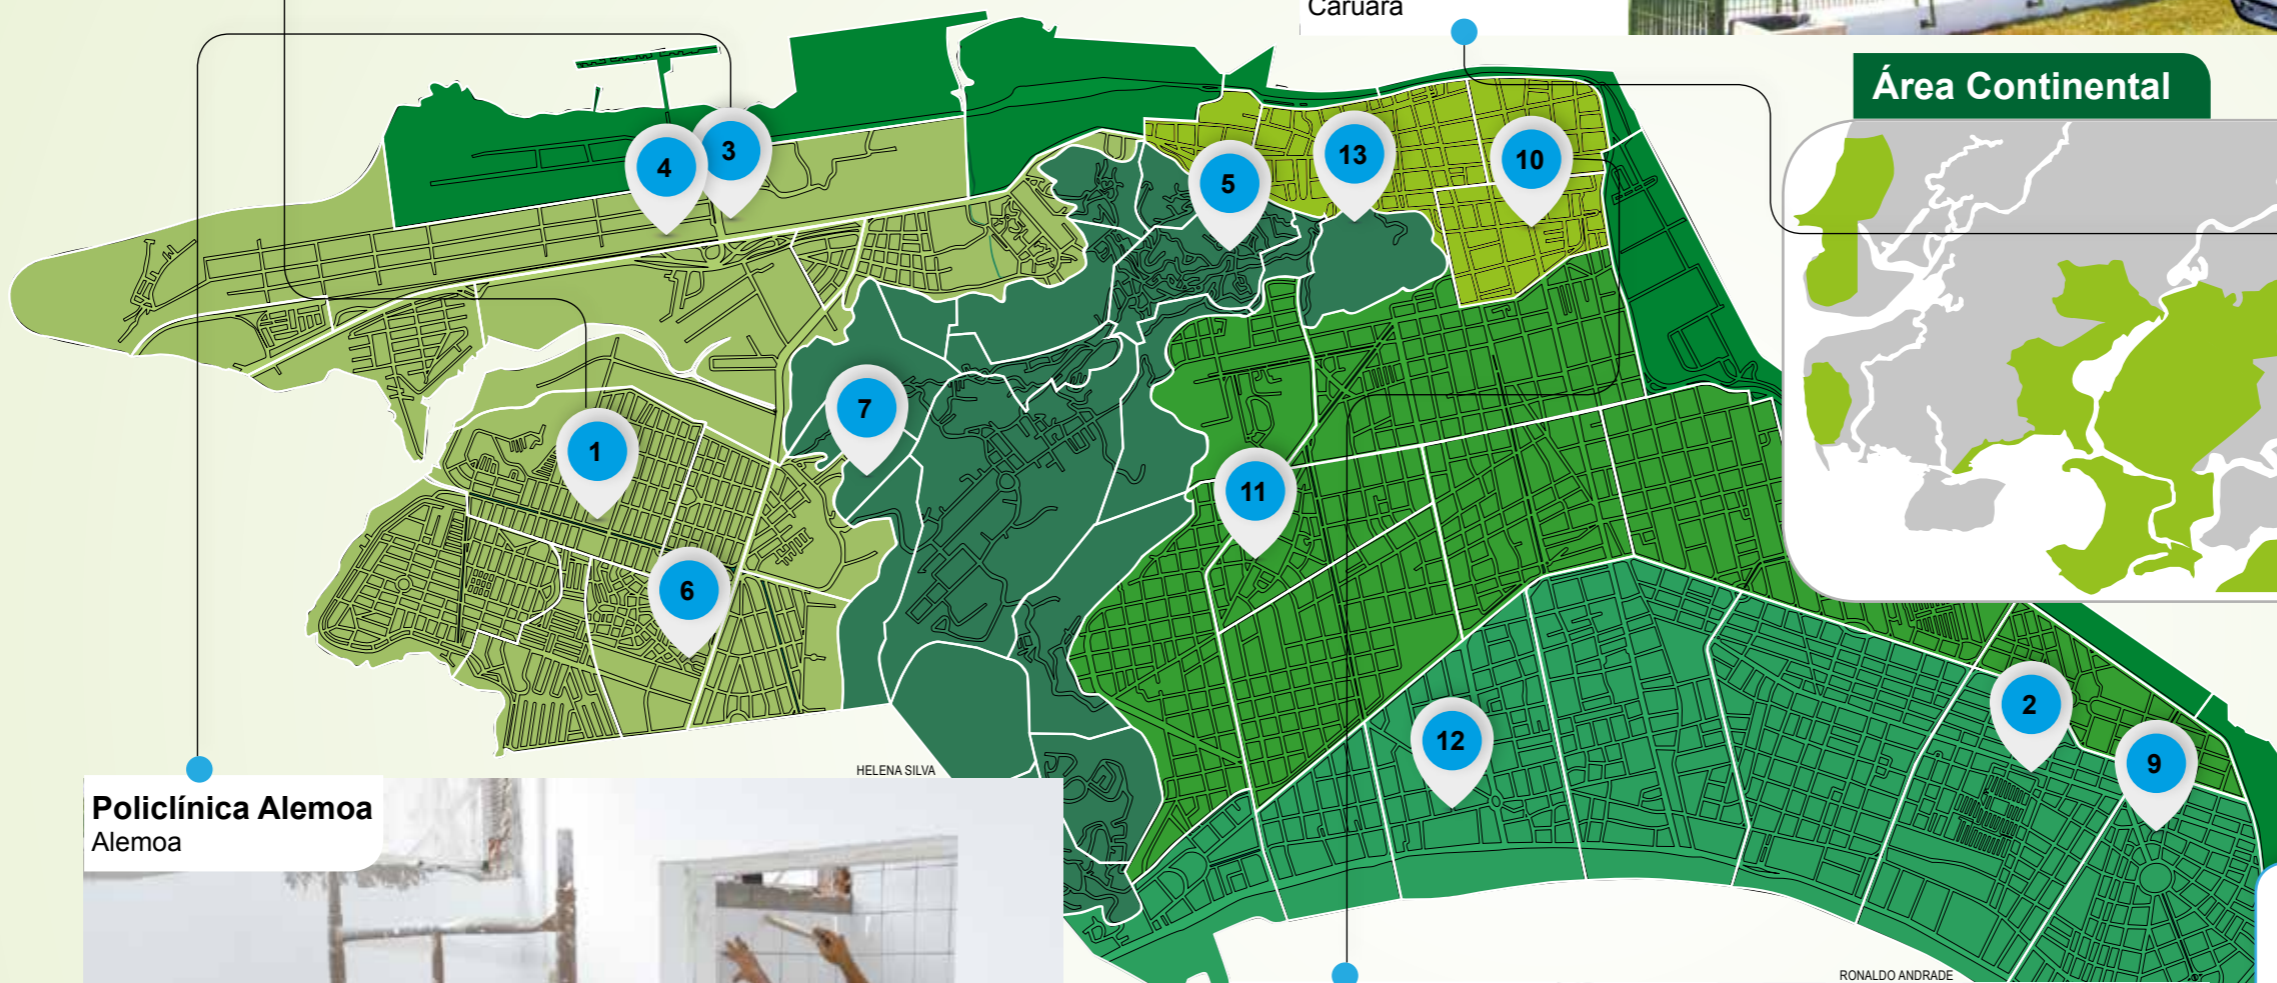 Caruara
Área Continental
3
4
13
10
5
7
1
11
6
2
12
9
HELENA SILVA
Policlínica Alemoa
Alemoa
RONALDO ANDRADE